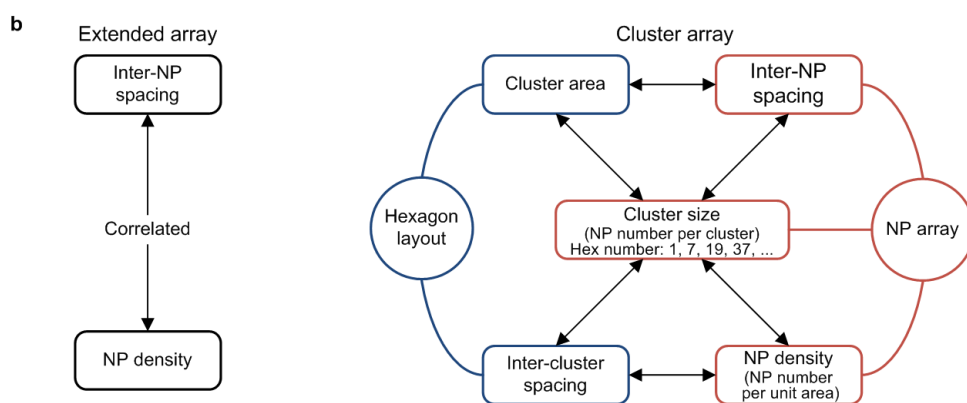 b
Extended array
Inter-NP
spacing
Correlated
NP density
Cluster array
Cluster area
Inter-NP
spacing
Hexagon
layout
Cluster size
(NP number per cluster)
Hex number: 1, 7, 19, 37, ...
NP array
Inter-cluster
spacing
NP density
(NP number
per unit area)